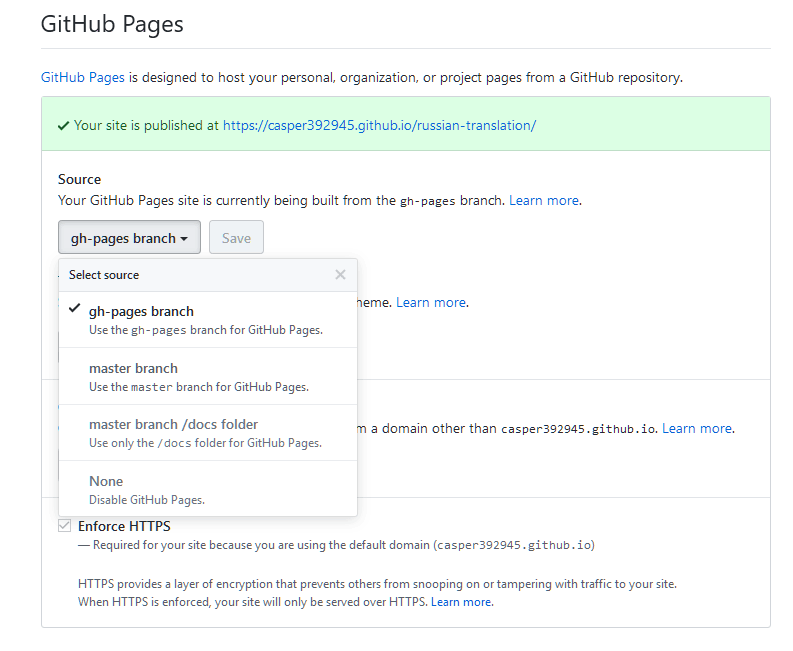 GitHub Pages
GitHub Pages is designed to host your personal, organization, or project pages from a GitHub repository.
Your site is published at https://casper392945.github.io/russian-translation/
Source
Your GitHub Pages site is currently being built from the gh-pages branch. Learn more.
gh-pages branch Save
Select source
gh-pages branch
Use the gh-pages branch for GitHub Pages.
master branch
Use the master branch for GitHub Pages.
master branch /docs folder
Use only the /docs folder for GitHub Pages.
None
Disable GitHub Pages.
heme. Learn more.
m a domain other than casper392945.github.io. Learn more.
Enforce HTTPS
— Required for your site because you are using the default domain (casper392945.github.io)
HTTPS provides a layer of encryption that prevents others from snooping on or tampering with traffic to your site.
When HTTPS is enforced, your site will only be served over HTTPS. Learn more.